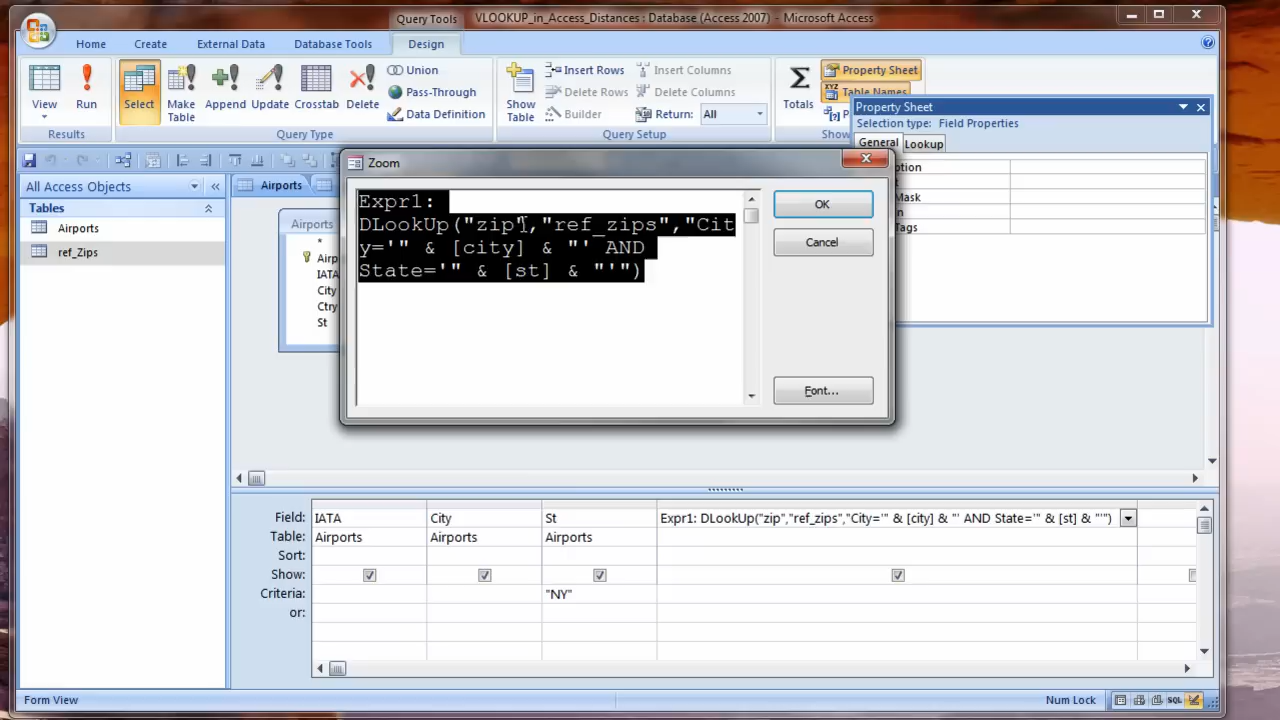 Query Tools
VLOOKUP_in_Access_Distances : Database (Access 2007) - Microsoft Access
Home
Create
External Data
Database Tools
Design
View
Run
Results
Select
Make Table
Append
Update
Crosstab
Delete
Union
Pass-Through
Data Definition
Query Type
Show Table
Insert Rows
Delete Rows
Builder
Insert Columns
Delete Columns
Return: All
Query Setup
Totals
Property Sheet
Table Names
Property Sheet
Selection type: Field Properties
General
Lookup
All Access Objects
Tables
Airports
ref_Zips
Airports
Airports
*
IATA
City
Ctry
St
Zoom
Expr1:
DLookUp("zip","ref_zips","Cit
y='" & [city] & "' AND
State='" & [st] & "'")
OK
Cancel
Font...
Field: IATA City St Expr1: DLookUp("zip","ref_zips","City='" & [city] & "' AND State='" & [st] & "'")
Table: Airports Airports Airports
Sort:
Show:
Criteria: "NY"
or:
Form View
Num Lock
SQL